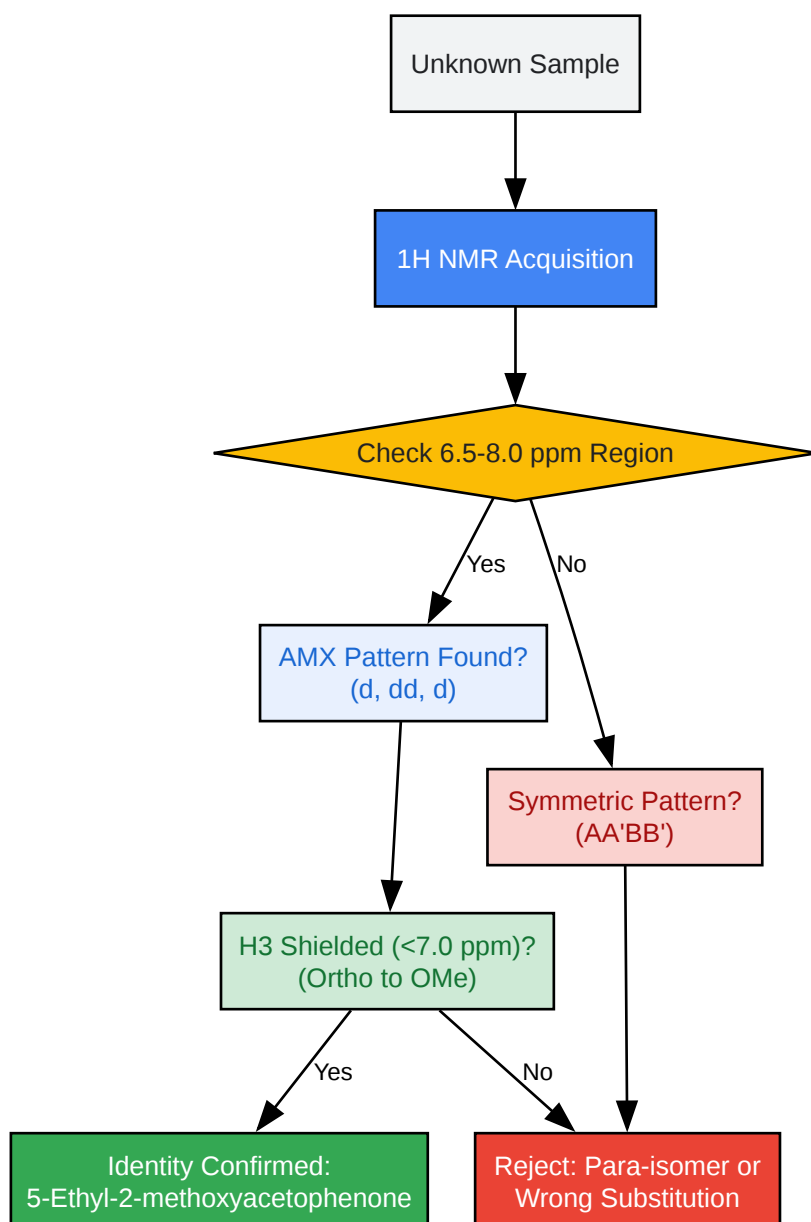 Unknown Sample
1H NMR Acquisition
Check 6.5-8.0 ppm Region
Yes
No
AMX Pattern Found?
(d, dd, d)
Symmetric Pattern?
(AA'BB')
H3 Shielded (<7.0 ppm)?
(Ortho to OMe)
Yes
No
Identity Confirmed:
5-Ethyl-2-methoxyacetophenone
Reject: Para-isomer or
Wrong Substitution